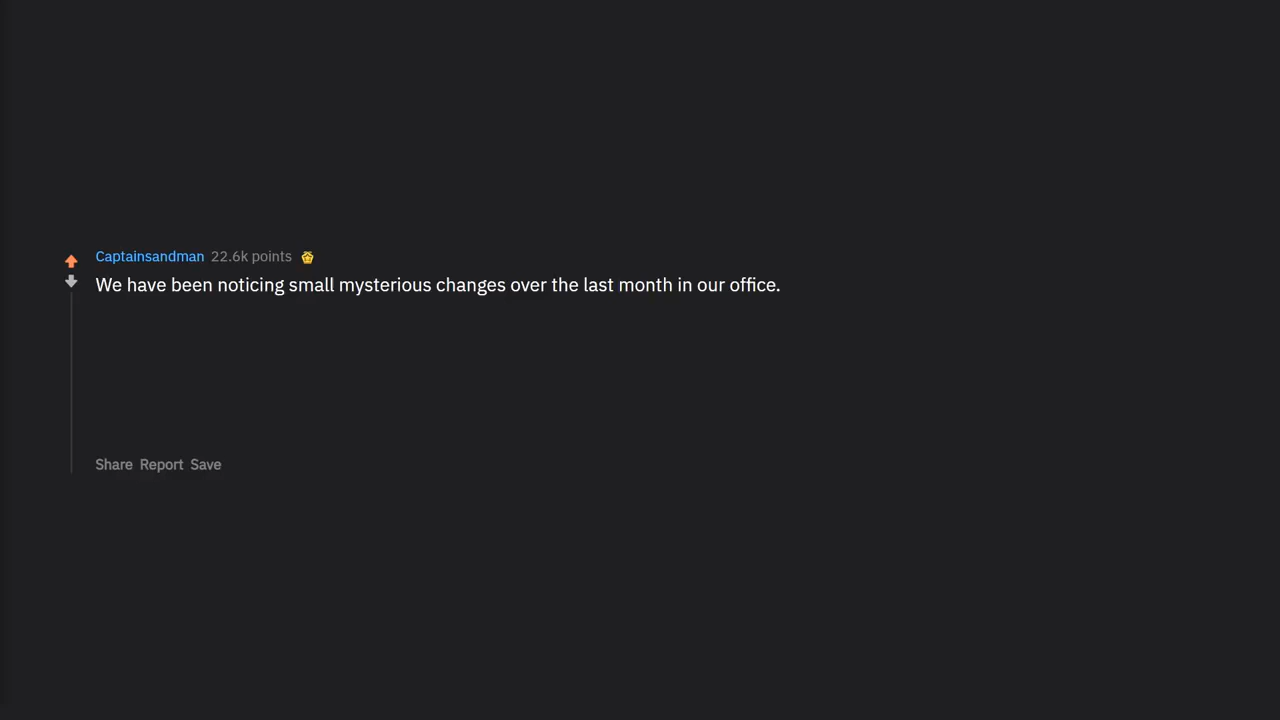 Captainsandman 22.6k points
We have been noticing small mysterious changes over the last month in our office.
Share Report Save